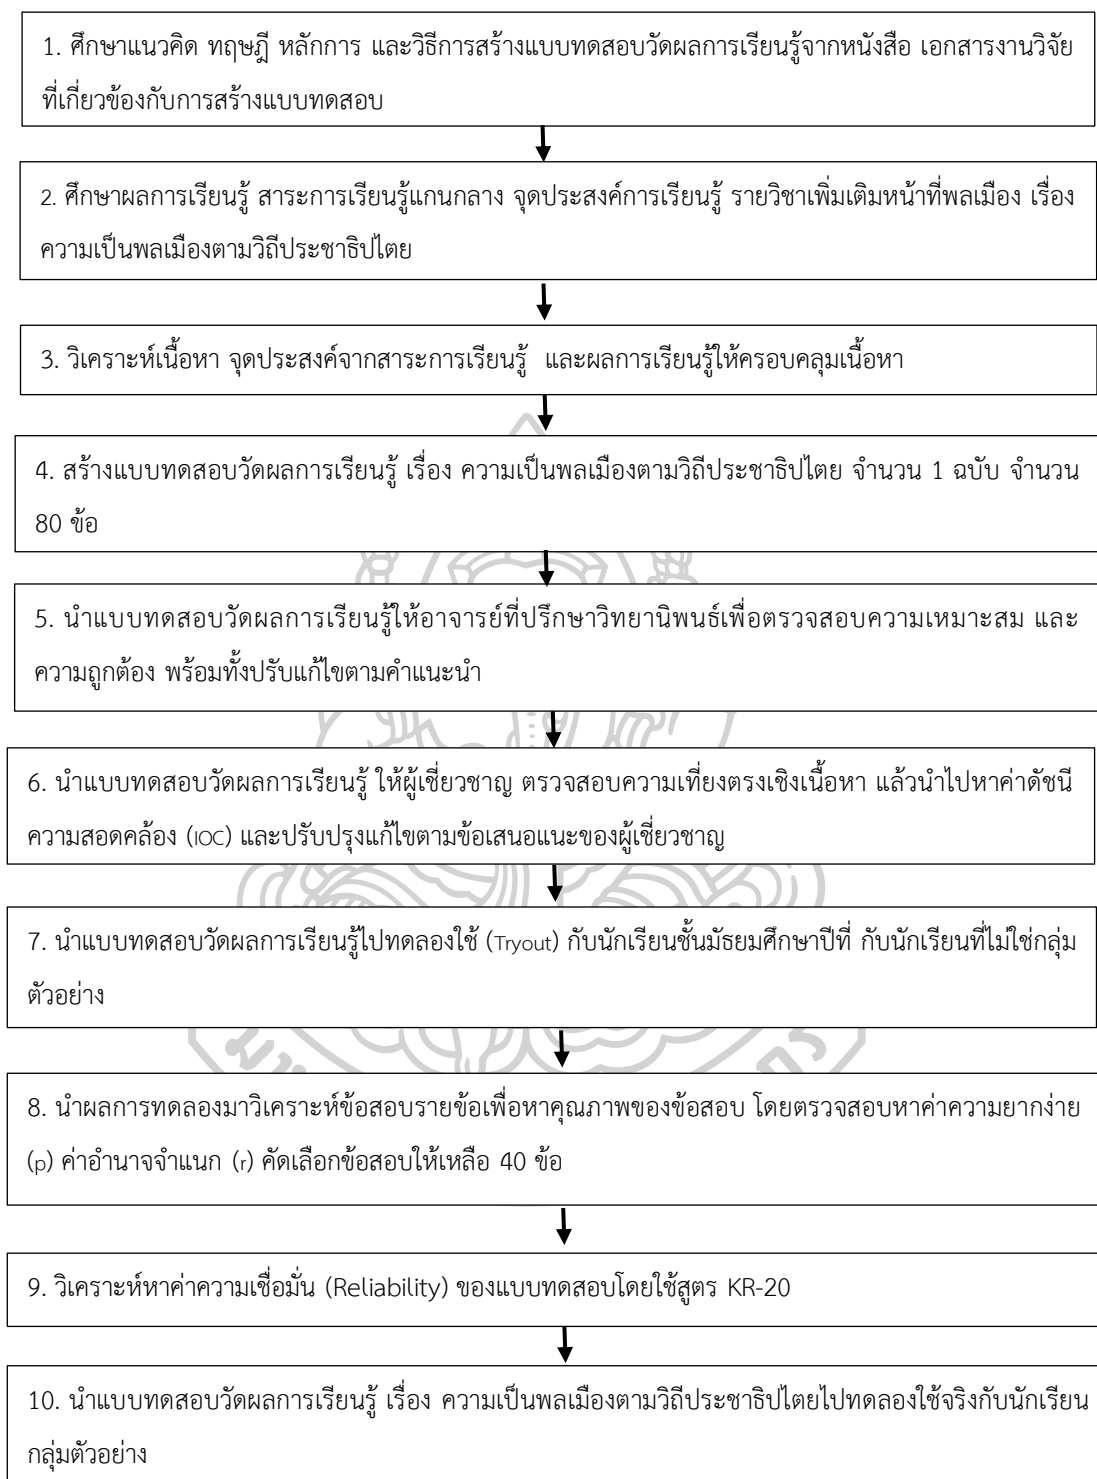 1. ศึกษาแนวคิด ทฤษฎี หลักการ และวิธีการสร้างแบบทดสอบวัดผลการเรียนรู้จากหนังสือ เอกสารงานวิจัย
ที่เกี่ยวข้องกับการสร้างแบบทดสอบ
2. ศึกษาผลการเรียนรู้ สาระการเรียนรู้แกนกลาง จุดประสงค์การเรียนรู้ รายวิชาเพิ่มเติมหน้าที่พลเมือง เรื่อง
ความเป็นพลเมืองตามวิถีประชาธิปไตย
3. วิเคราะห์เนื้อหา จุดประสงค์จากสาระการเรียนรู้ และผลการเรียนรู้ให้ครอบคลุมเนื้อหา
4. สร้างแบบทดสอบวัดผลการเรียนรู้ เรื่อง ความเป็นพลเมืองตามวิถีประชาธิปไตย จำนวน 1 ฉบับ จำนวน
80 ข้อ
5. นำแบบทดสอบวัดผลการเรียนรู้ให้อาจารย์ที่ปรึกษาวิทยานิพนธ์เพื่อตรวจสอบความเหมาะสม และ
ความถูกต้อง พร้อมทั้งปรับแก้ไขตามคำแนะนำ
6. นำแบบทดสอบวัดผลการเรียนรู้ ให้ผู้เชี่ยวชาญ ตรวจสอบความเที่ยงตรงเชิงเนื้อหา แล้วนำไปหาค่าดัชนี
ความสอดคล้อง (IOC) และปรับปรุงแก้ไขตามข้อเสนอแนะของผู้เชี่ยวชาญ
7. นำแบบทดสอบวัดผลการเรียนรู้ไปทดลองใช้ (Tryout) กับนักเรียนชั้นมัธยมศึกษาปีที่ กับนักเรียนที่ไม่ใช่กลุ่ม
ตัวอย่าง
8. นำผลการทดลองมาวิเคราะห์ข้อสอบรายข้อเพื่อหาคุณภาพของข้อสอบ โดยตรวจสอบหาค่าความยากง่าย
(p) ค่าอำนาจจำแนก (r) คัดเลือกข้อสอบให้เหลือ 40 ข้อ
9. วิเคราะห์หาค่าความเชื่อมั่น (Reliability) ของแบบทดสอบโดยใช้สูตร KR-20
10. นำแบบทดสอบวัดผลการเรียนรู้ เรื่อง ความเป็นพลเมืองตามวิถีประชาธิปไตยไปทดลองใช้จริงกับนักเรียน
กลุ่มตัวอย่าง